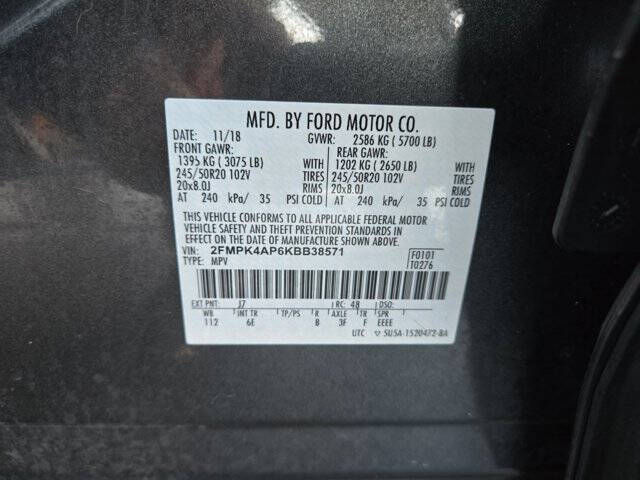 MFD. BY FORD MOTOR CO.
DATE: 11/18 GVWR: 2586 KG ( 5700 LB)
FRONT GAWR: REAR GAWR:
1395 KG ( 3075 LB) WITH 1202 KG ( 2650 LB) WITH
245/50R20 102V TIRES 245/50R20 102V TIRES
20x8.0J RIMS 20x8.0J RIMS
AT 240 kPa/ 35 PSI COLD AT 240 kPa/ 35 PSI COLD
THIS VEHICLE CONFORMS TO ALL APPLICABLE FEDERAL MOTOR
VEHICLE SAFETY AND THEFT PREVENTION STANDARDS IN
EFFECT ON THE DATE OF MANUFACTURE SHOWN ABOVE.
VIN: 2FMPK4AP6KBB38571 F0101
TYPE: MPV T0276
EXT PNT: J7 RC: 48 DSO:
WB INT TR TP/PS R AXLE TR SPR
112 6E B 3F F EEEE
UTC ▽ 5U5A-1520472-BA